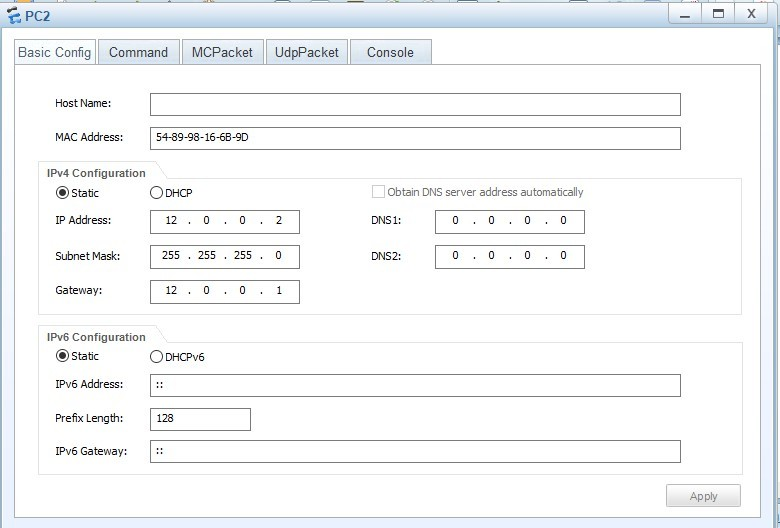 PC2
Basic Config Command MCPacket UdpPacket Console
Host Name:
MAC Address: 54-89-98-16-6B-9D
IPv4 Configuration
Static DHCP Obtain DNS server address automatically
IP Address: 12 . 0 . 0 . 2 DNS1: 0 . 0 . 0 . 0
Subnet Mask: 255 . 255 . 255 . 0 DNS2: 0 . 0 . 0 . 0
Gateway: 12 . 0 . 0 . 1
IPv6 Configuration
Static DHCPv6
IPv6 Address: ::
Prefix Length: 128
IPv6 Gateway: ::
Apply